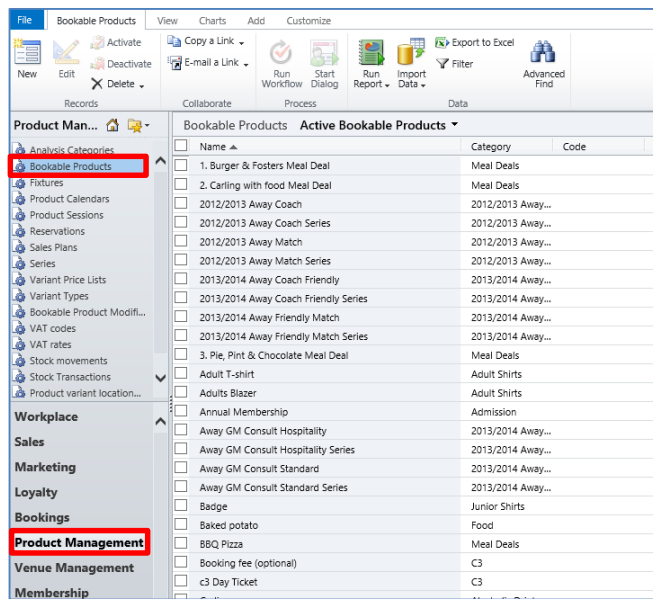 File Bookable Products View Charts Add Customize
New
Edit
Activate
Deactivate
Delete
Records
Copy a Link
E-mail a Link
Collaborate
Run Workflow
Start Dialog
Process
Run Report
Import Data
Export to Excel
Filter
Advanced Find
Data
Product Man...
Analysis Categories
Bookable Products
Fixtures
Product Calendars
Product Sessions
Reservations
Sales Plans
Series
Variant Price Lists
Variant Types
Bookable Product Modifi...
VAT codes
VAT rates
Stock movements
Stock Transactions
Product variant location...
Workplace
Sales
Marketing
Loyalty
Bookings
Product Management
Venue Management
Membership
Bookable Products Active Bookable Products
Name Category Code
1. Burger & Fosters Meal Deal Meal Deals
2. Carling with food Meal Deal Meal Deals
2012/2013 Away Coach 2012/2013 Away...
2012/2013 Away Coach Series 2012/2013 Away...
2012/2013 Away Match 2012/2013 Away...
2012/2013 Away Match Series 2012/2013 Away...
2013/2014 Away Coach Friendly 2013/2014 Away...
2013/2014 Away Coach Friendly Series 2013/2014 Away...
2013/2014 Away Friendly Match 2013/2014 Away...
2013/2014 Away Friendly Match Series 2013/2014 Away...
3. Pie, Pint & Chocolate Meal Deal Meal Deals
Adult T-shirt Adult Shirts
Adults Blazer Adult Shirts
Annual Membership Admission
Away GM Consult Hospitality 2013/2014 Away...
Away GM Consult Hospitality Series 2013/2014 Away...
Away GM Consult Standard 2013/2014 Away...
Away GM Consult Standard Series 2013/2014 Away...
Badge Junior Shirts
Baked potato Food
BBQ Pizza Meal Deals
Booking fee (optional) C3
c3 Day Ticket C3